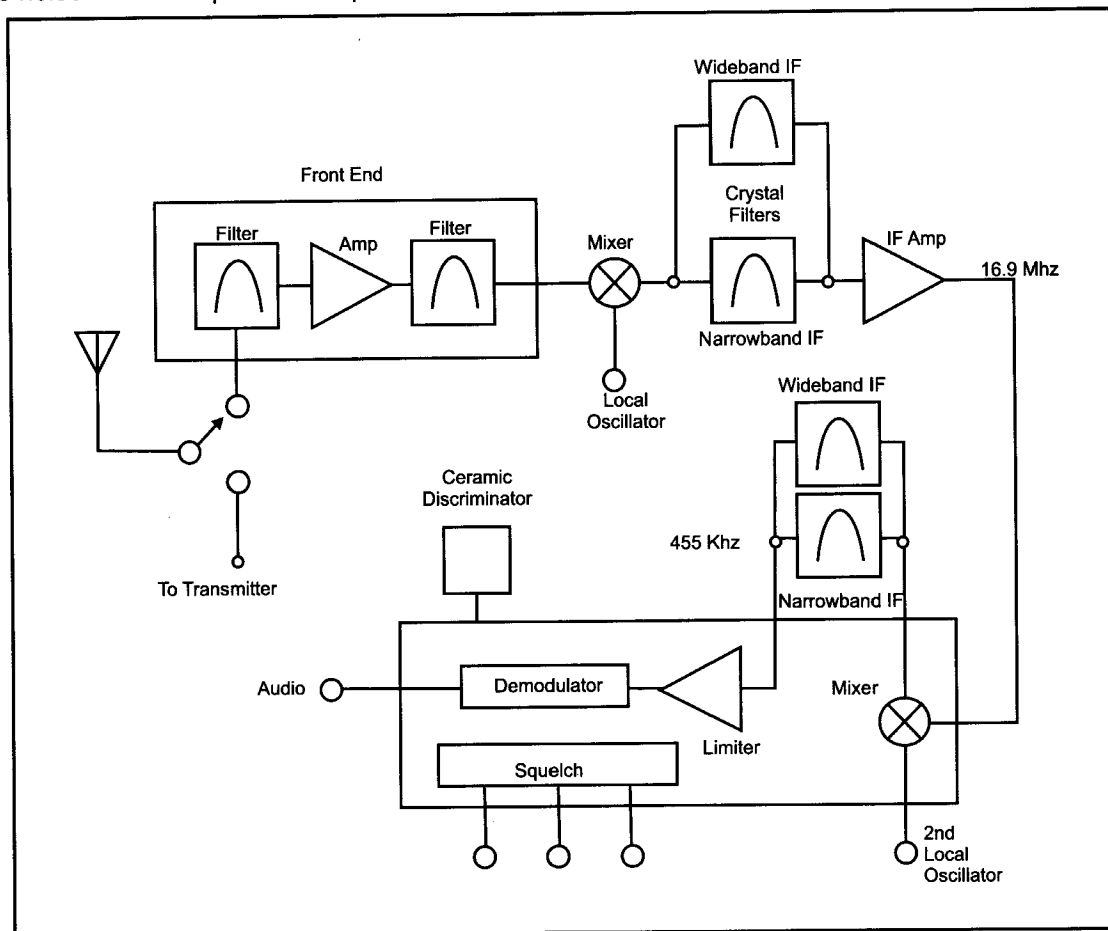 Wideband IF
Front End
Crystal
Filters
Filter
Amp
Filter
Mixer
IF Amp
16.9 Mhz
Narrowband IF
Local
Oscillator
Wideband IF
Ceramic
Discriminator
455 Khz
To Transmitter
Narrowband IF
Audio
Demodulator
Mixer
Limiter
Squelch
2nd
Local
Oscillator